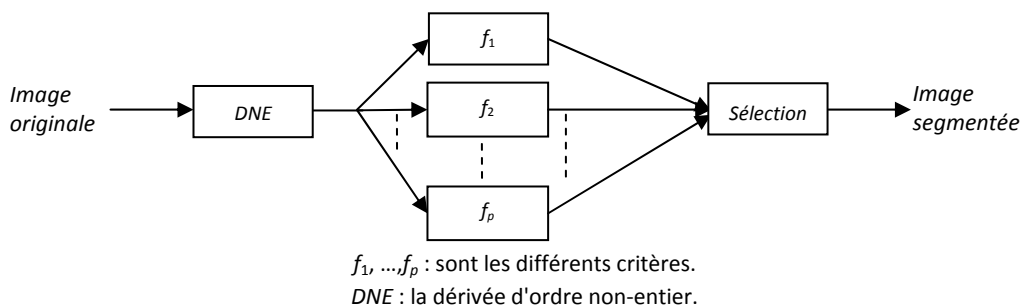 Image
originale
DNE
f1
f2
fp
Sélection
Image
segmentée
f1, ...,fp : sont les différents critères.
DNE : la dérivée d'ordre non-entier.